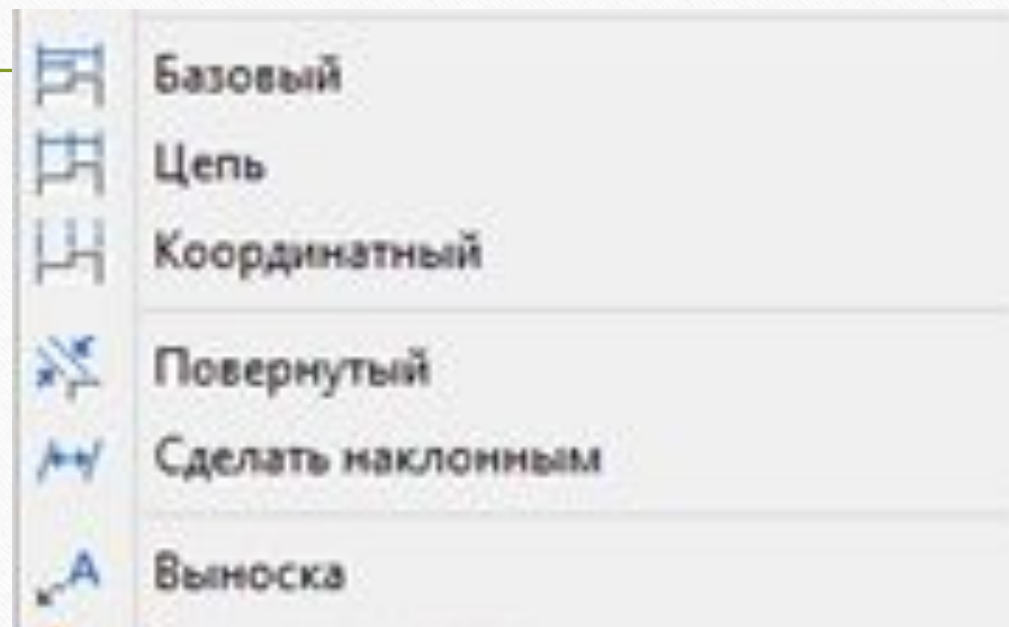 Базовый
Цепь
Координатный
Повернутый
Сделать наклонным
A
Выноска